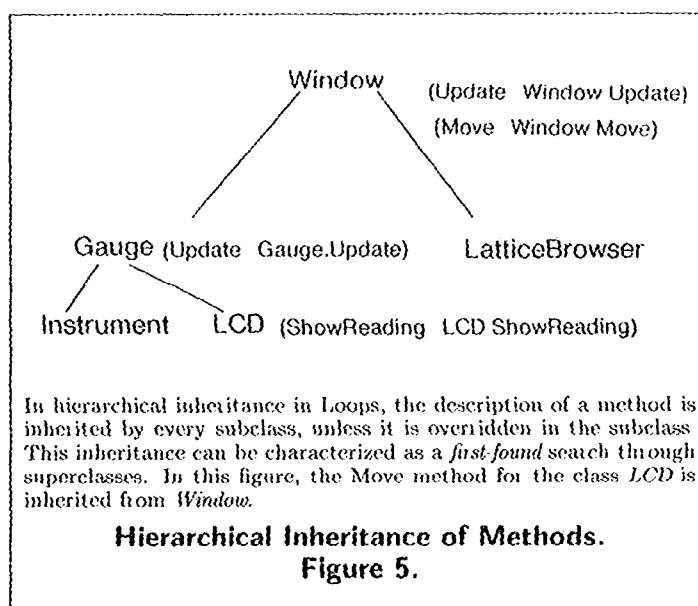 Window (Update Window Update)
(Move Window Move)
Gauge (Update Gauge.Update) LatticeBrowser
Instrument LCD (ShowReading LCD ShowReading)
In hierarchical inheritance in Loops, the description of a method is
inherited by every subclass, unless it is overridden in the subclass
This inheritance can be characterized as a first-found search through
superclasses. In this figure, the Move method for the class LCD is
inherited from Window.
Hierarchical Inheritance of Methods.
Figure 5.